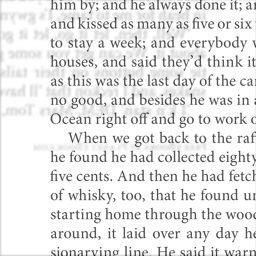 him by; and he always done it; a
and kissed as many as five or six
to stay a week; and everybody
houses, and said they'd think it
as this was the last day of the ca
no good, and besides he was in a
Ocean right off and go to work o
When we got back to the raf
he found he had collected eighty
five cents. And then he had fetc
of whisky, too, that he found un
starting home through the wood
around, it laid over any day he
sionarying line. He said it warn